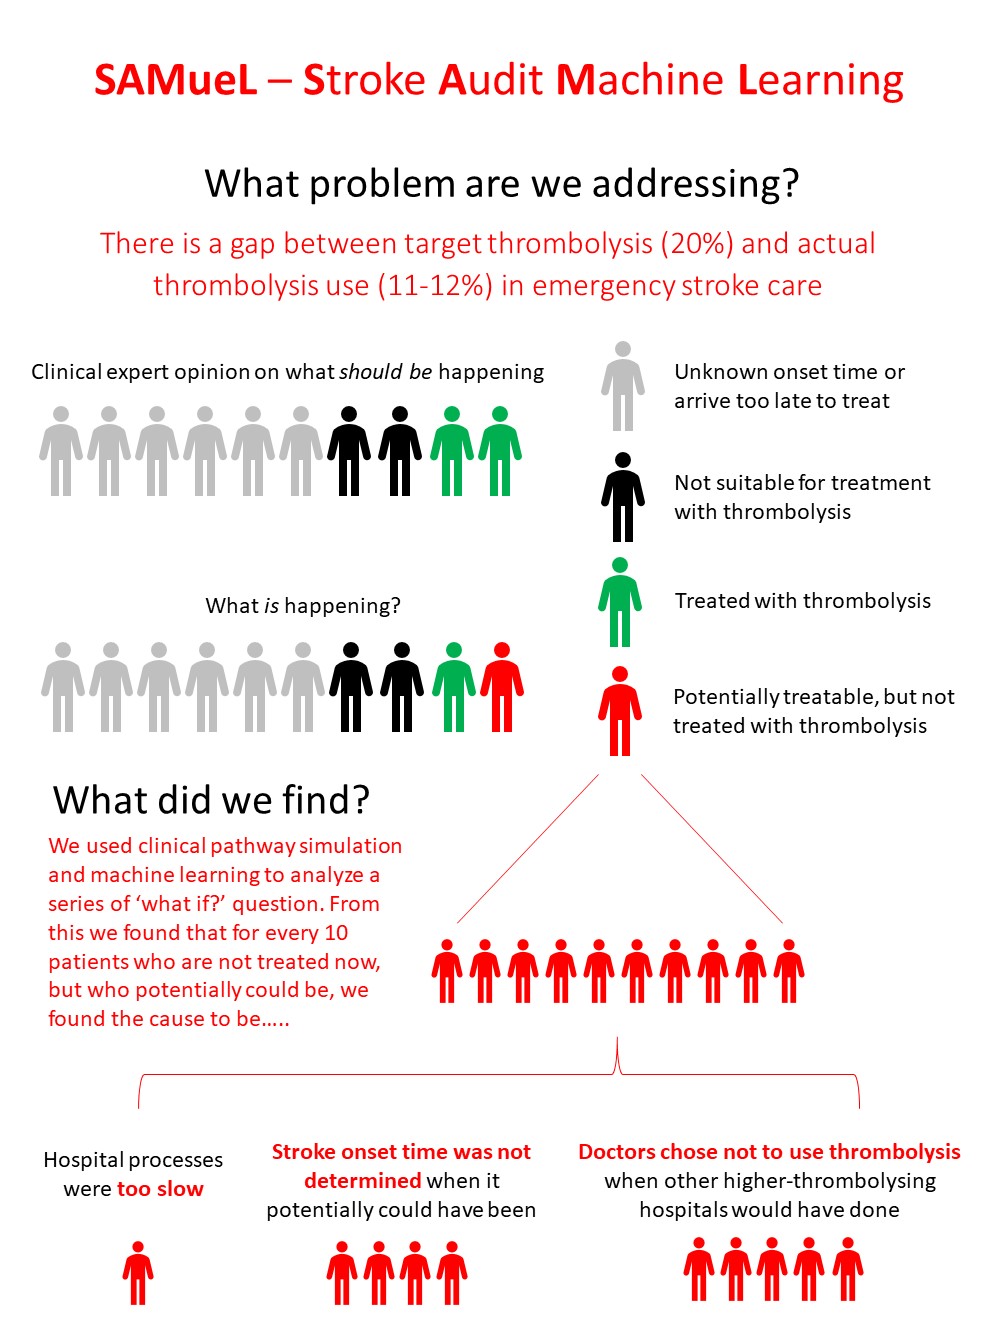 SAMueL – Stroke Audit Machine Learning
What problem are we addressing?
There is a gap between target thrombolysis (20%) and actual
thrombolysis use (11-12%) in emergency stroke care
Clinical expert opinion on what should be happening
Unknown onset time or
arrive too late to treat
Not suitable for treatment
with thrombolysis
Treated with thrombolysis
What is happening?
Potentially treatable, but not
treated with thrombolysis
What did we find?
We used clinical pathway simulation
and machine learning to analyze a
series of ‘what if?’ question. From
this we found that for every 10
patients who are not treated now,
but who potentially could be, we
found the cause to be.....
Hospital processes
were too slow
Stroke onset time was not
determined when it
potentially could have been
Doctors chose not to use thrombolysis
when other higher-thrombolysing
hospitals would have done